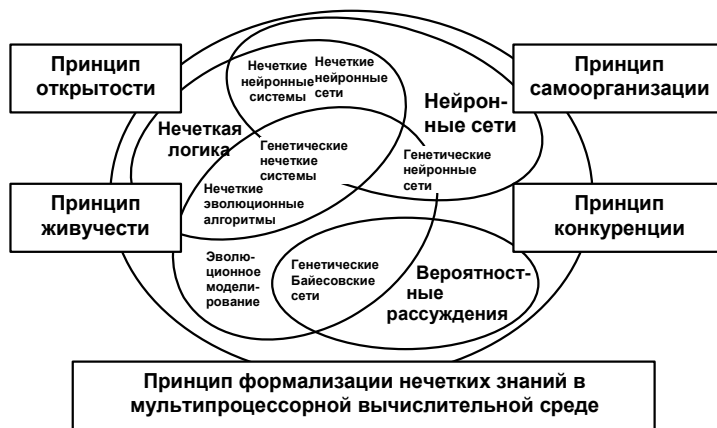 Принцип
открытости
Нечеткие
нейронные
системы
Нечеткие
нейронные
сети
Принцип
самоорганизации
Нейрон-
ные сети
Нечеткая
логика
Генетические
нечеткие
системы
Генетические
нейронные
сети
Нечеткие
эволюционные
алгоритмы
Принцип
живучести
Принцип
конкуренции
Эволю-
ционное
модели-
рование
Генетические
Байесовские
сети
Вероятност-
ные
рассуждения
Принцип формализации нечетких знаний в
мультипроцессорной вычислительной среде